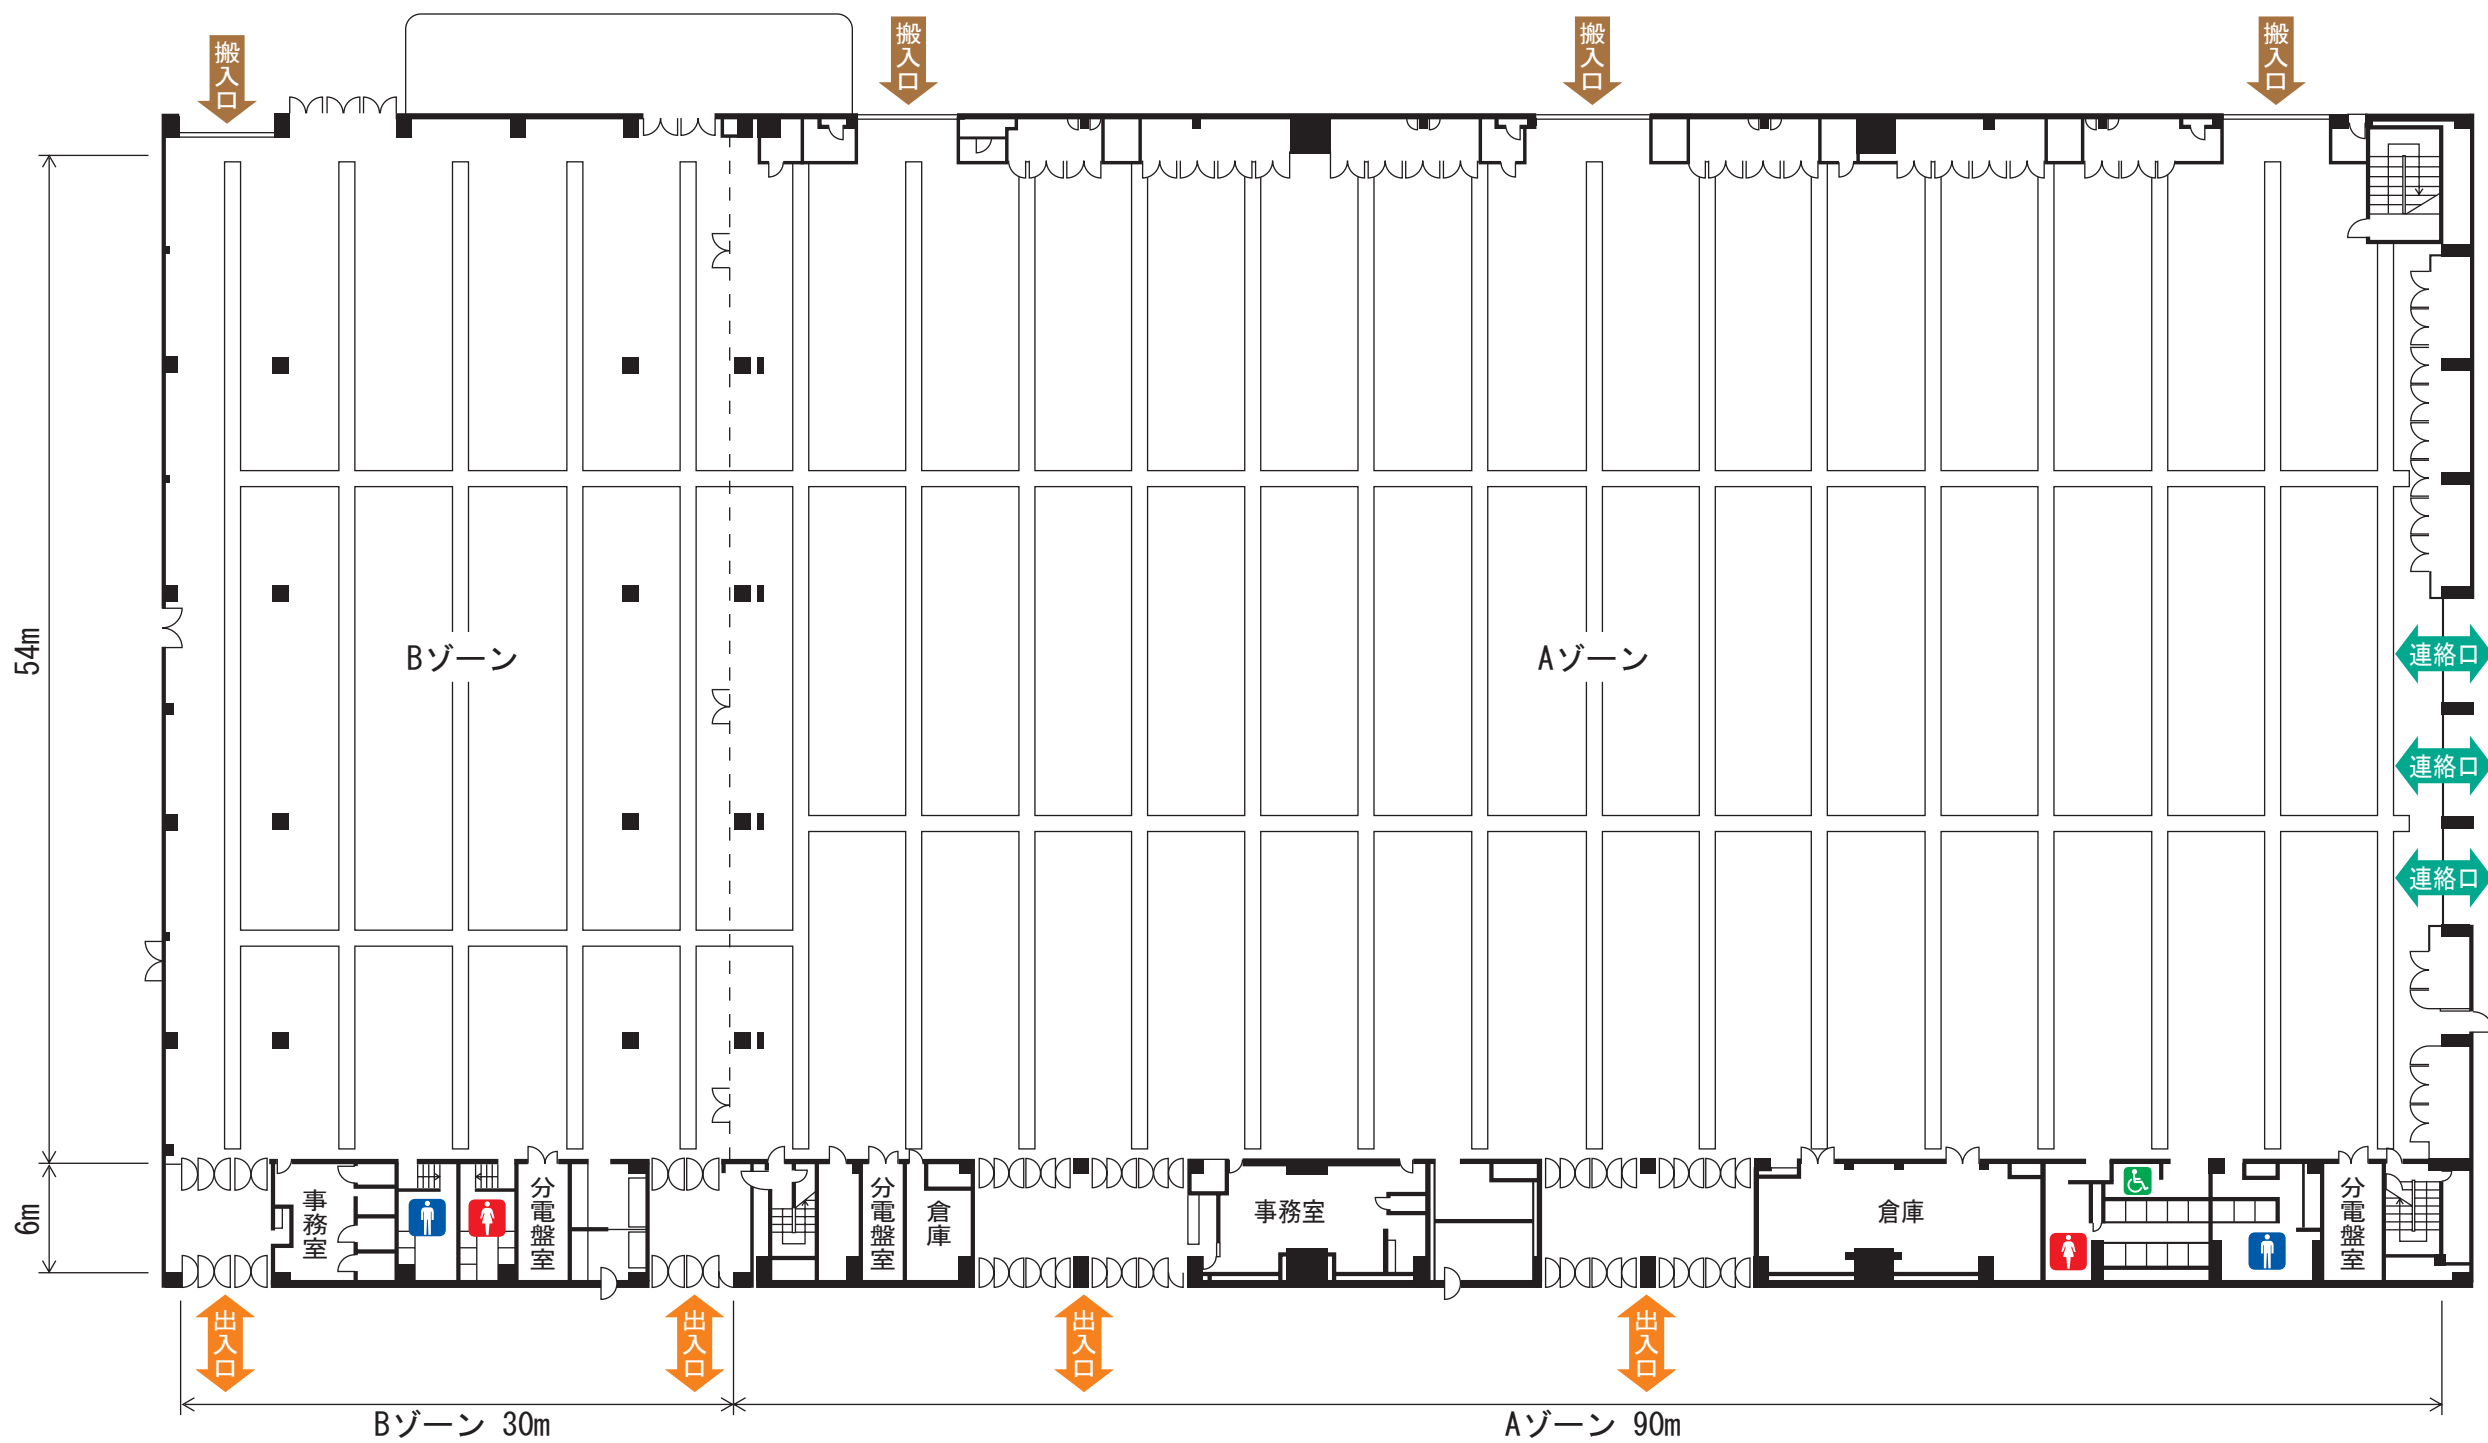 搬入口
搬入口
搬入口
搬入口
54m
Bゾーン
Aゾーン
連絡口
連絡口
連絡口
6m
事務室
分電盤室
分電盤室
倉庫
事務室
倉庫
分電盤室
出入口
出入口
出入口
出入口
Bゾーン 30m
Aゾーン 90m